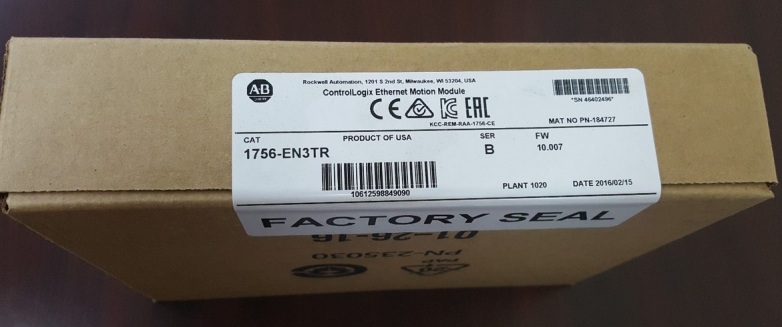 A-B
Rockwell Automation, 1201 S 2nd St, Milwaukee, WI 53204, USA
ControlLogix Ethernet Motion Module
CE EAC
KCC-REM-RAA-1756-CE
*SN 46402496*
MAT NO PN-184727
CAT
PRODUCT OF USA
SER
FW
1756-EN3TR
B
10.007
10612598849090
PLANT 1020
DATE 2016/02/15
FACTORY SEAL
01-26-16
PN-235030
PAP
20